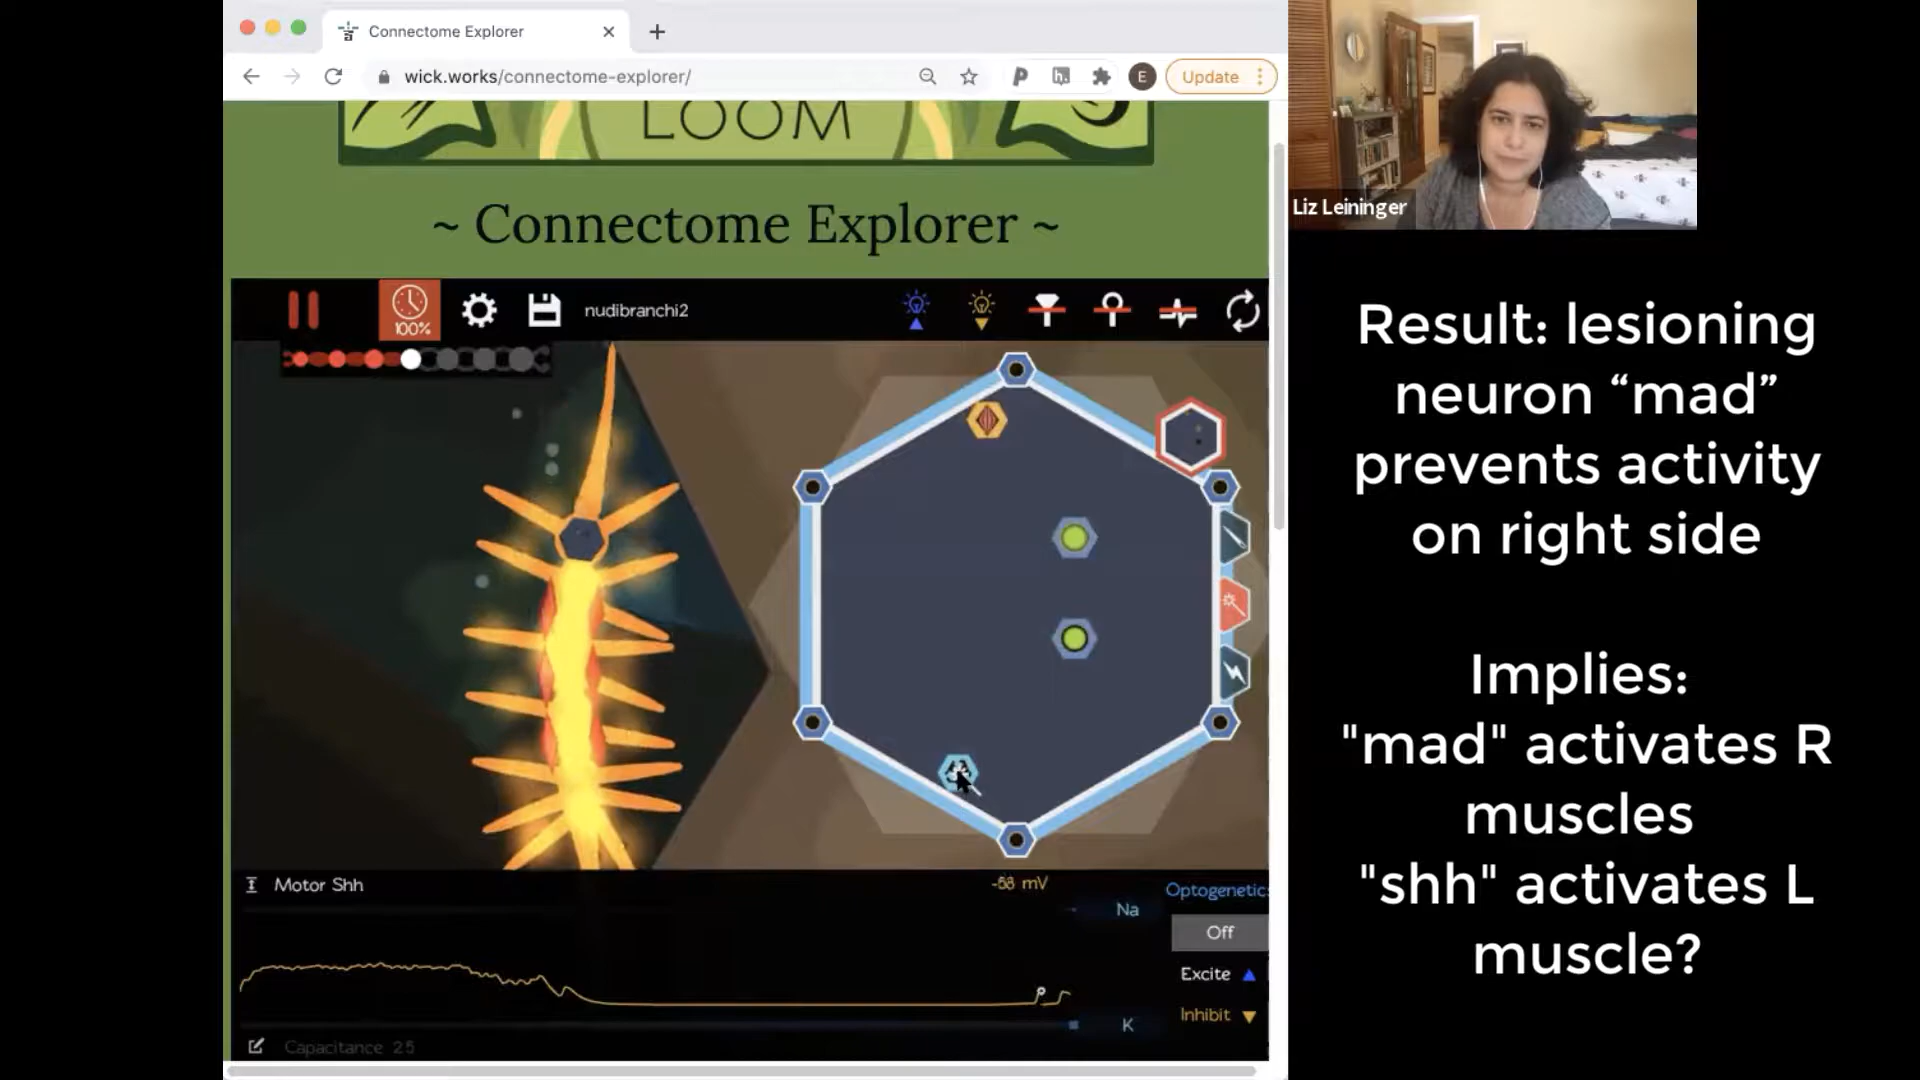 Connectome Explorer
wick.works/connectome-explorer/
E
Update
LOOM
~ Connectome Explorer ~
100%
nudibranchi2
Motor Shh
-68 mV
Na
K
Optogenetics
Off
Excite
Inhibit
Capacitance 25
Liz Leininger
Result: lesioning
neuron “mad”
prevents activity
on right side
Implies:
"mad" activates R
muscles
"shh" activates L
muscle?